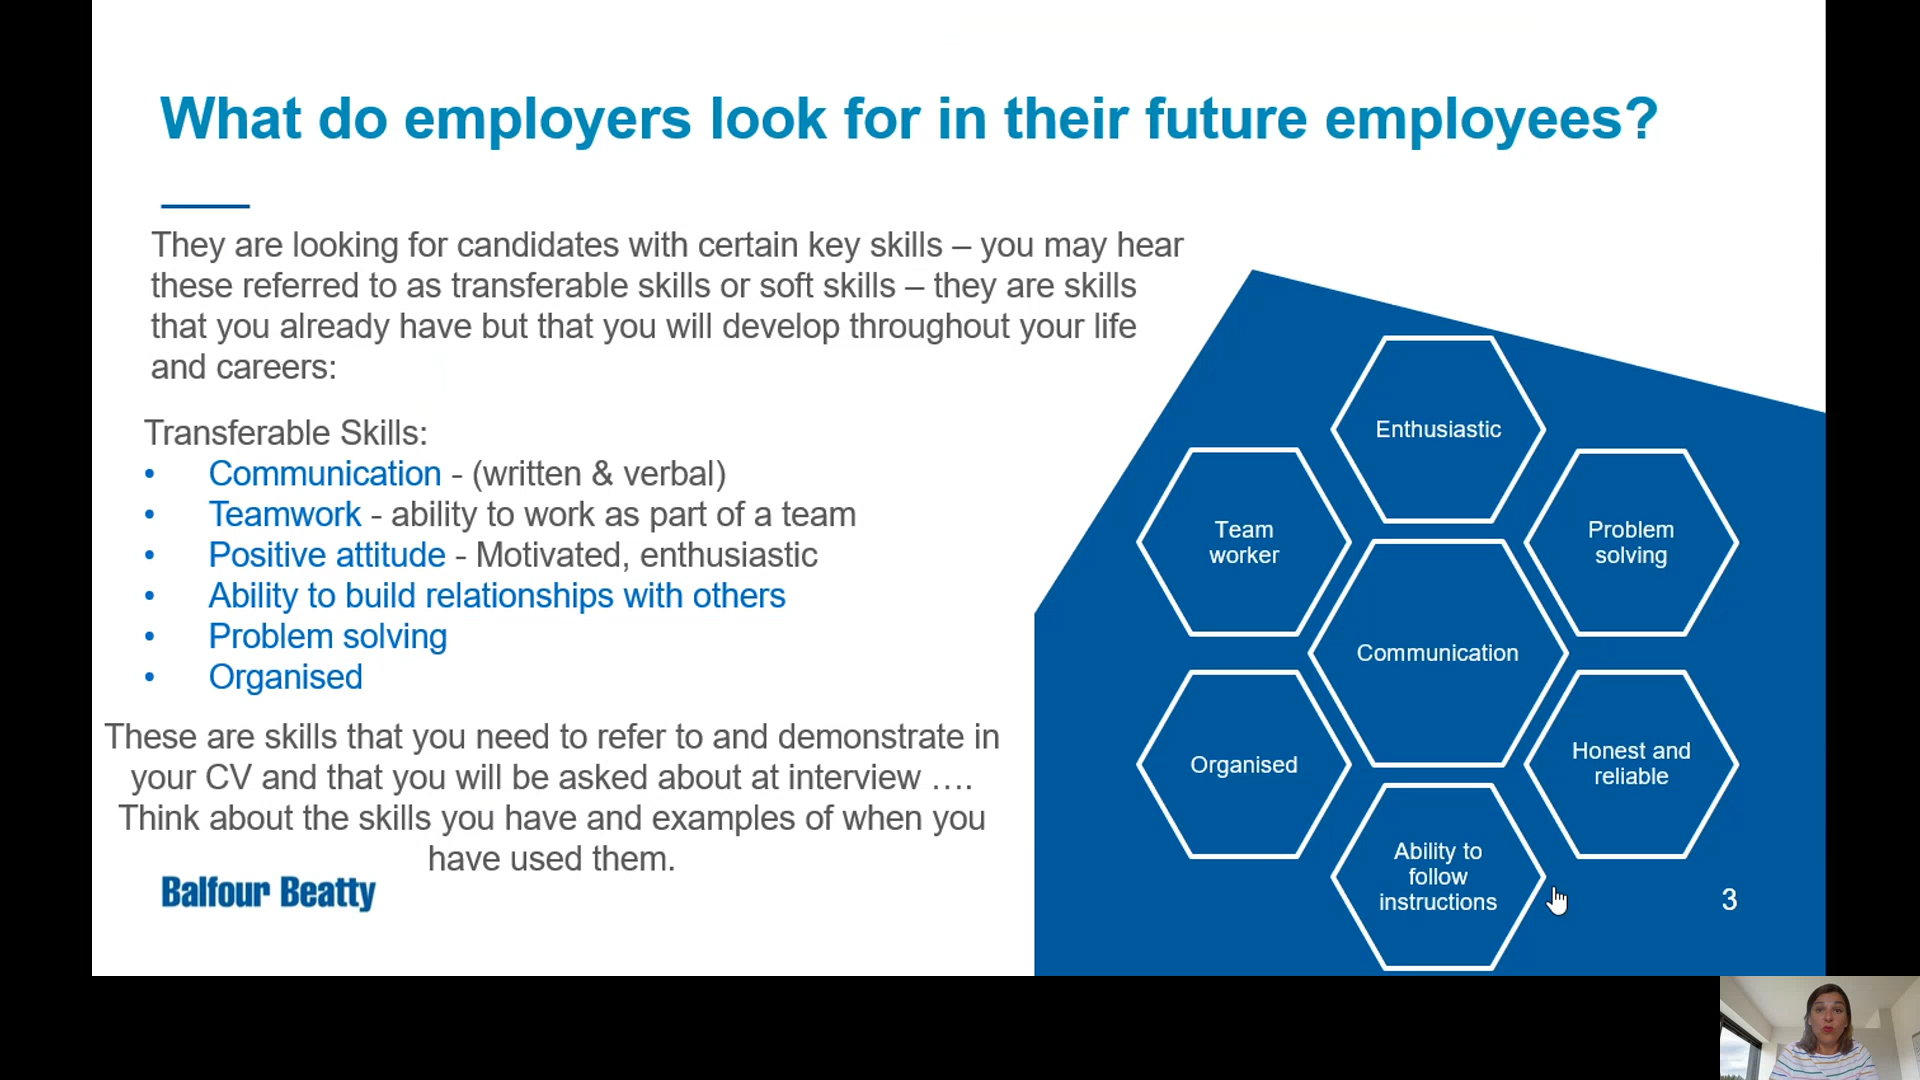 What do employers look for in their future employees?
They are looking for candidates with certain key skills – you may hear
these referred to as transferable skills or soft skills – they are skills
that you already have but that you will develop throughout your life
and careers:
Transferable Skills:
• Communication - (written & verbal)
• Teamwork - ability to work as part of a team
• Positive attitude - Motivated, enthusiastic
• Ability to build relationships with others
• Problem solving
• Organised
These are skills that you need to refer to and demonstrate in
your CV and that you will be asked about at interview ….
Think about the skills you have and examples of when you
have used them.
Balfour Beatty
Enthusiastic
Team
worker
Problem
solving
Communication
Organised
Honest and
reliable
Ability to
follow
instructions
3